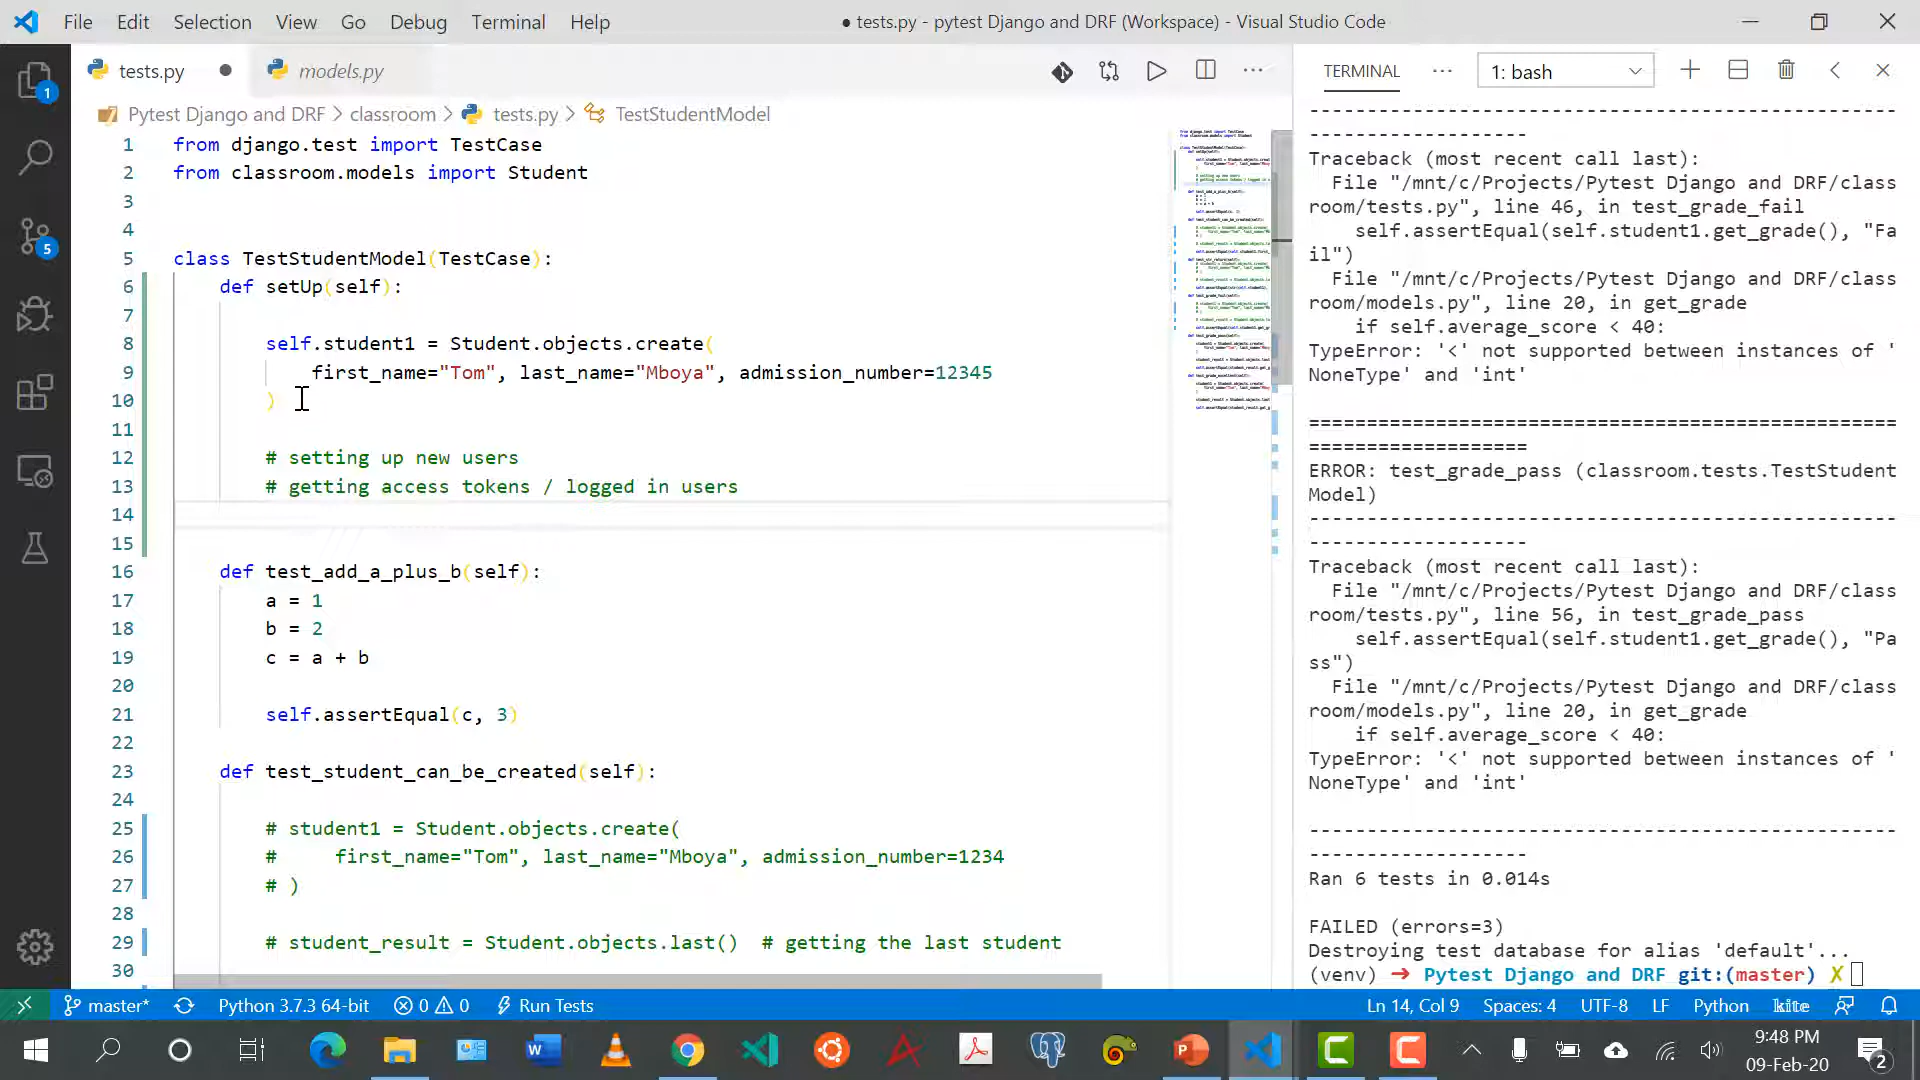 File Edit Selection View Go Debug Terminal Help
● tests.py - pytest Django and DRF (Workspace) - Visual Studio Code
tests.py ●
models.py
Pytest Django and DRF > classroom > tests.py > TestStudentModel
1 from django.test import TestCase
2 from classroom.models import Student
3
4
5 class TestStudentModel(TestCase):
6 def setUp(self):
7
8 self.student1 = Student.objects.create(
9 first_name="Tom", last_name="Mboya", admission_number=12345
10 )
11
12 # setting up new users
13 # getting access tokens / logged in users
14
15
16 def test_add_a_plus_b(self):
17 a = 1
18 b = 2
19 c = a + b
20
21 self.assertEqual(c, 3)
22
23 def test_student_can_be_created(self):
24
25 # student1 = Student.objects.create(
26 # first_name="Tom", last_name="Mboya", admission_number=1234
27 # )
28
29 # student_result = Student.objects.last() # getting the last student
30
TERMINAL ··· 1: bash
--------------------------------------------------
-------------------
Traceback (most recent call last):
File "/mnt/c/Projects/Pytest Django and DRF/class
room/tests.py", line 46, in test_grade_fail
self.assertEqual(self.student1.get_grade(), "Fa
il")
File "/mnt/c/Projects/Pytest Django and DRF/class
room/models.py", line 20, in get_grade
if self.average_score < 40:
TypeError: '<' not supported between instances of '
NoneType' and 'int'
===================================================
===================
ERROR: test_grade_pass (classroom.tests.TestStudent
Model)
---------------------------------------------------
-------------------
Traceback (most recent call last):
File "/mnt/c/Projects/Pytest Django and DRF/class
room/tests.py", line 56, in test_grade_pass
self.assertEqual(self.student1.get_grade(), "Pa
ss")
File "/mnt/c/Projects/Pytest Django and DRF/class
room/models.py", line 20, in get_grade
if self.average_score < 40:
TypeError: '<' not supported between instances of '
NoneType' and 'int'
---------------------------------------------------
-------------------
Ran 6 tests in 0.014s
FAILED (errors=3)
Destroying test database for alias 'default'...
(venv) → Pytest Django and DRF git:(master) ✗
1
5
master* Python 3.7.3 64-bit 0 0 Run Tests
Ln 14, Col 9 Spaces: 4 UTF-8 LF Python kite
9:48 PM
09-Feb-20
2